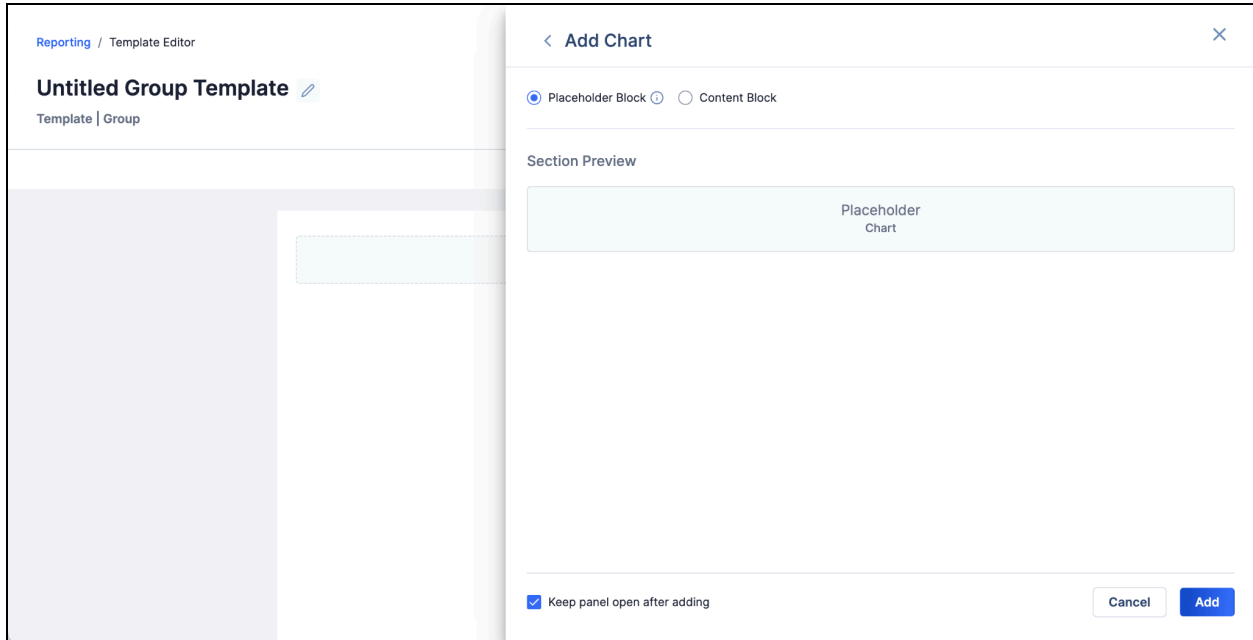 Reporting / Template Editor
Untitled Group Template
Template | Group
Add Chart
Placeholder Block Content Block
Section Preview
Placeholder
Chart
Keep panel open after adding
Cancel Add